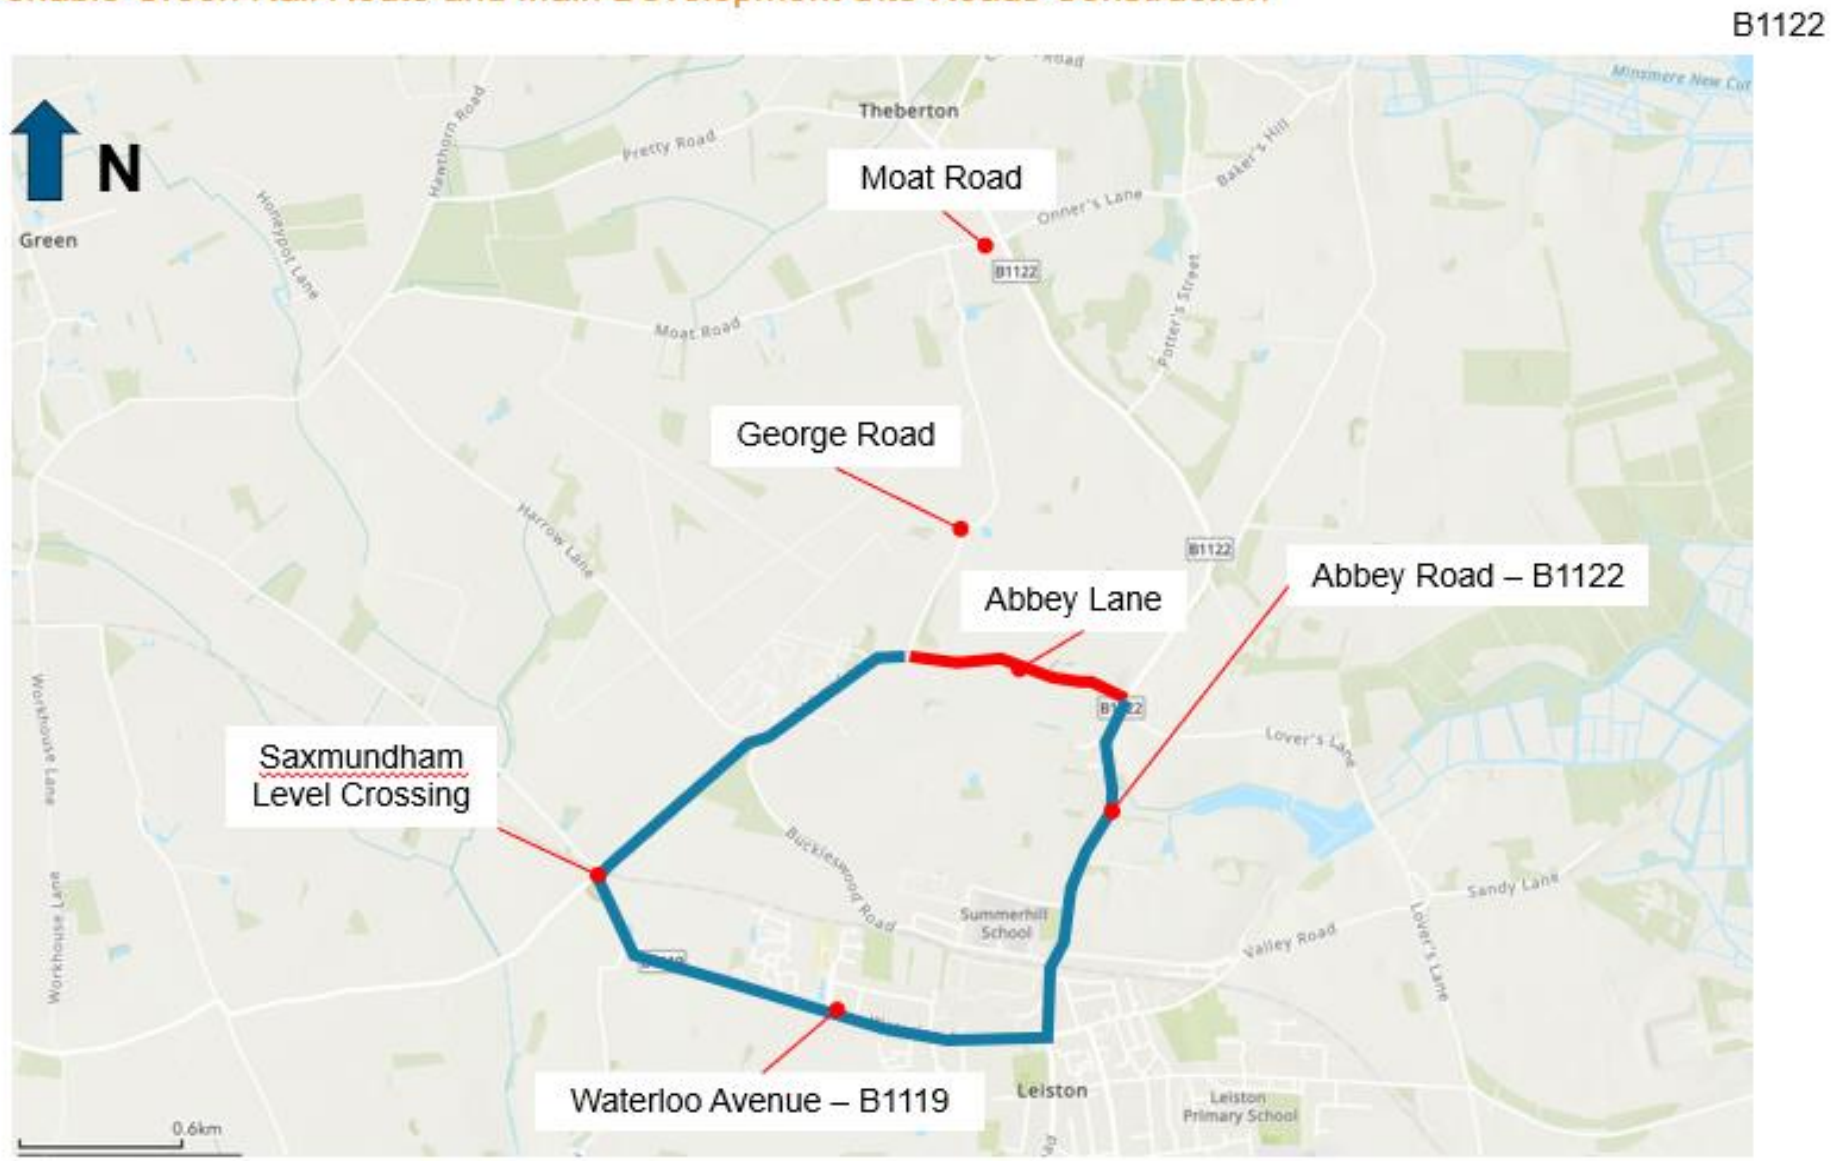 B1122
Minsmere New Cut
Road
Theberton
Hawthorn Road
Pretty Road
Baker's Hill
N
Moat Road
Onner's Lane
Honeypot Lane
Green
B1122
Potter's Street
Moat Road
George Road
Harrow Lane
B1122
Abbey Road – B1122
Abbey Lane
Workhouse Lane
B1122
Lover's Lane
Saxmundham
Level Crossing
Buckleswood Road
Workhouse Lane
Sandy Lane
Summerhill
School
Valley Road
Lover's Lane
Waterloo Avenue – B1119
Leiston
Leiston
Primary School
0.6km